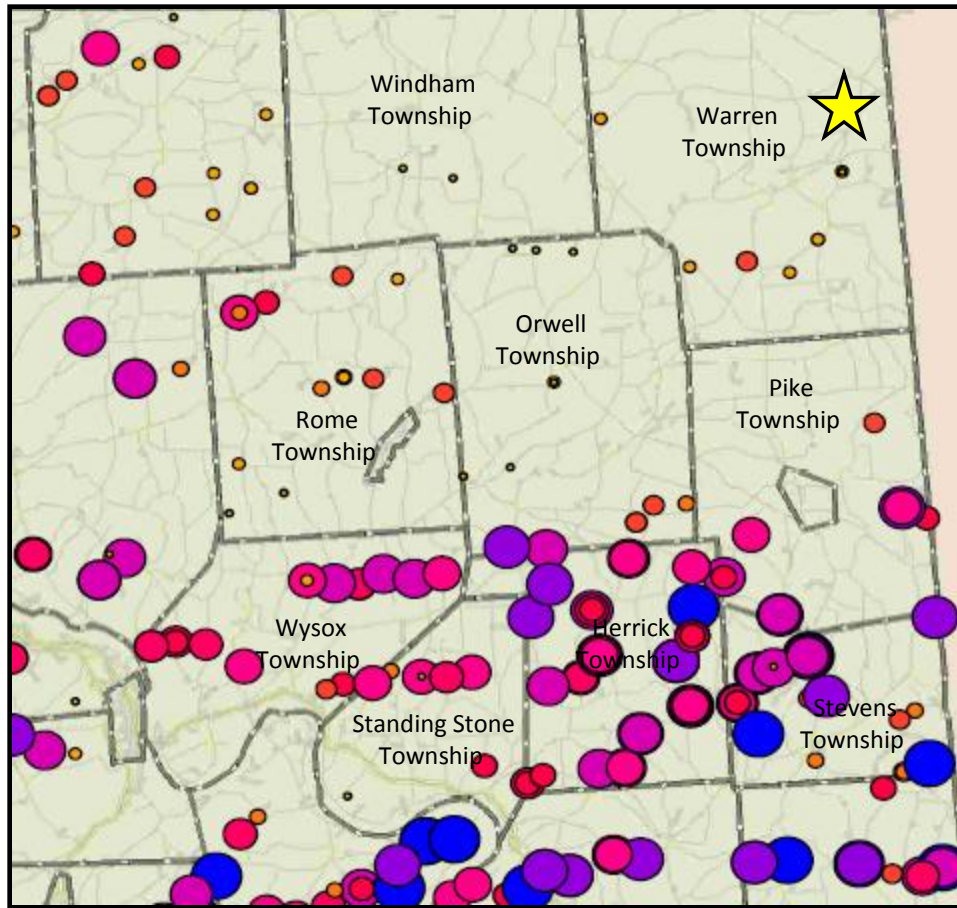 Windham
Township
Warren
Township
Orwell
Township
Pike
Township
Rome
Township
Wysox
Township
Herrick
Township
Standing Stone
Township
Stevens
Township